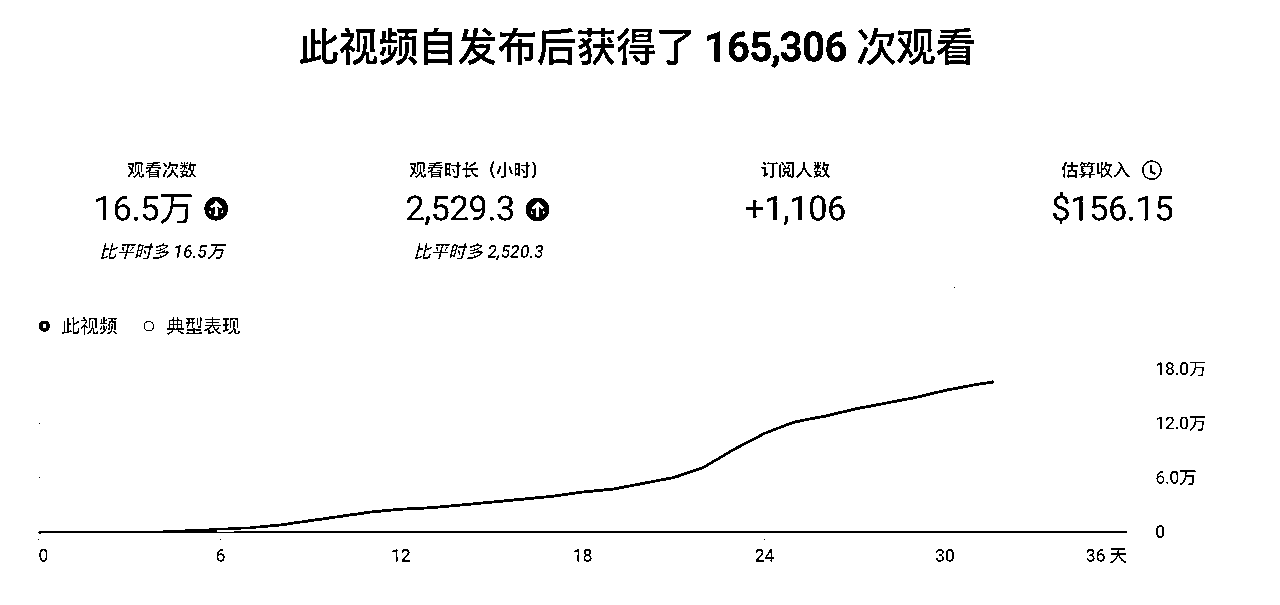 此视频自发布后获得了 165,306 次观看
观看次数 观看时长（小时） 订阅人数 估算收入
16.5万 2,529.3 +1,106 $156.15
比平时多 16.5万 比平时多 2,520.3
此视频 典型表现
18.0万
12.0万
6.0万
0
0 6 12 18 24 30 36 天